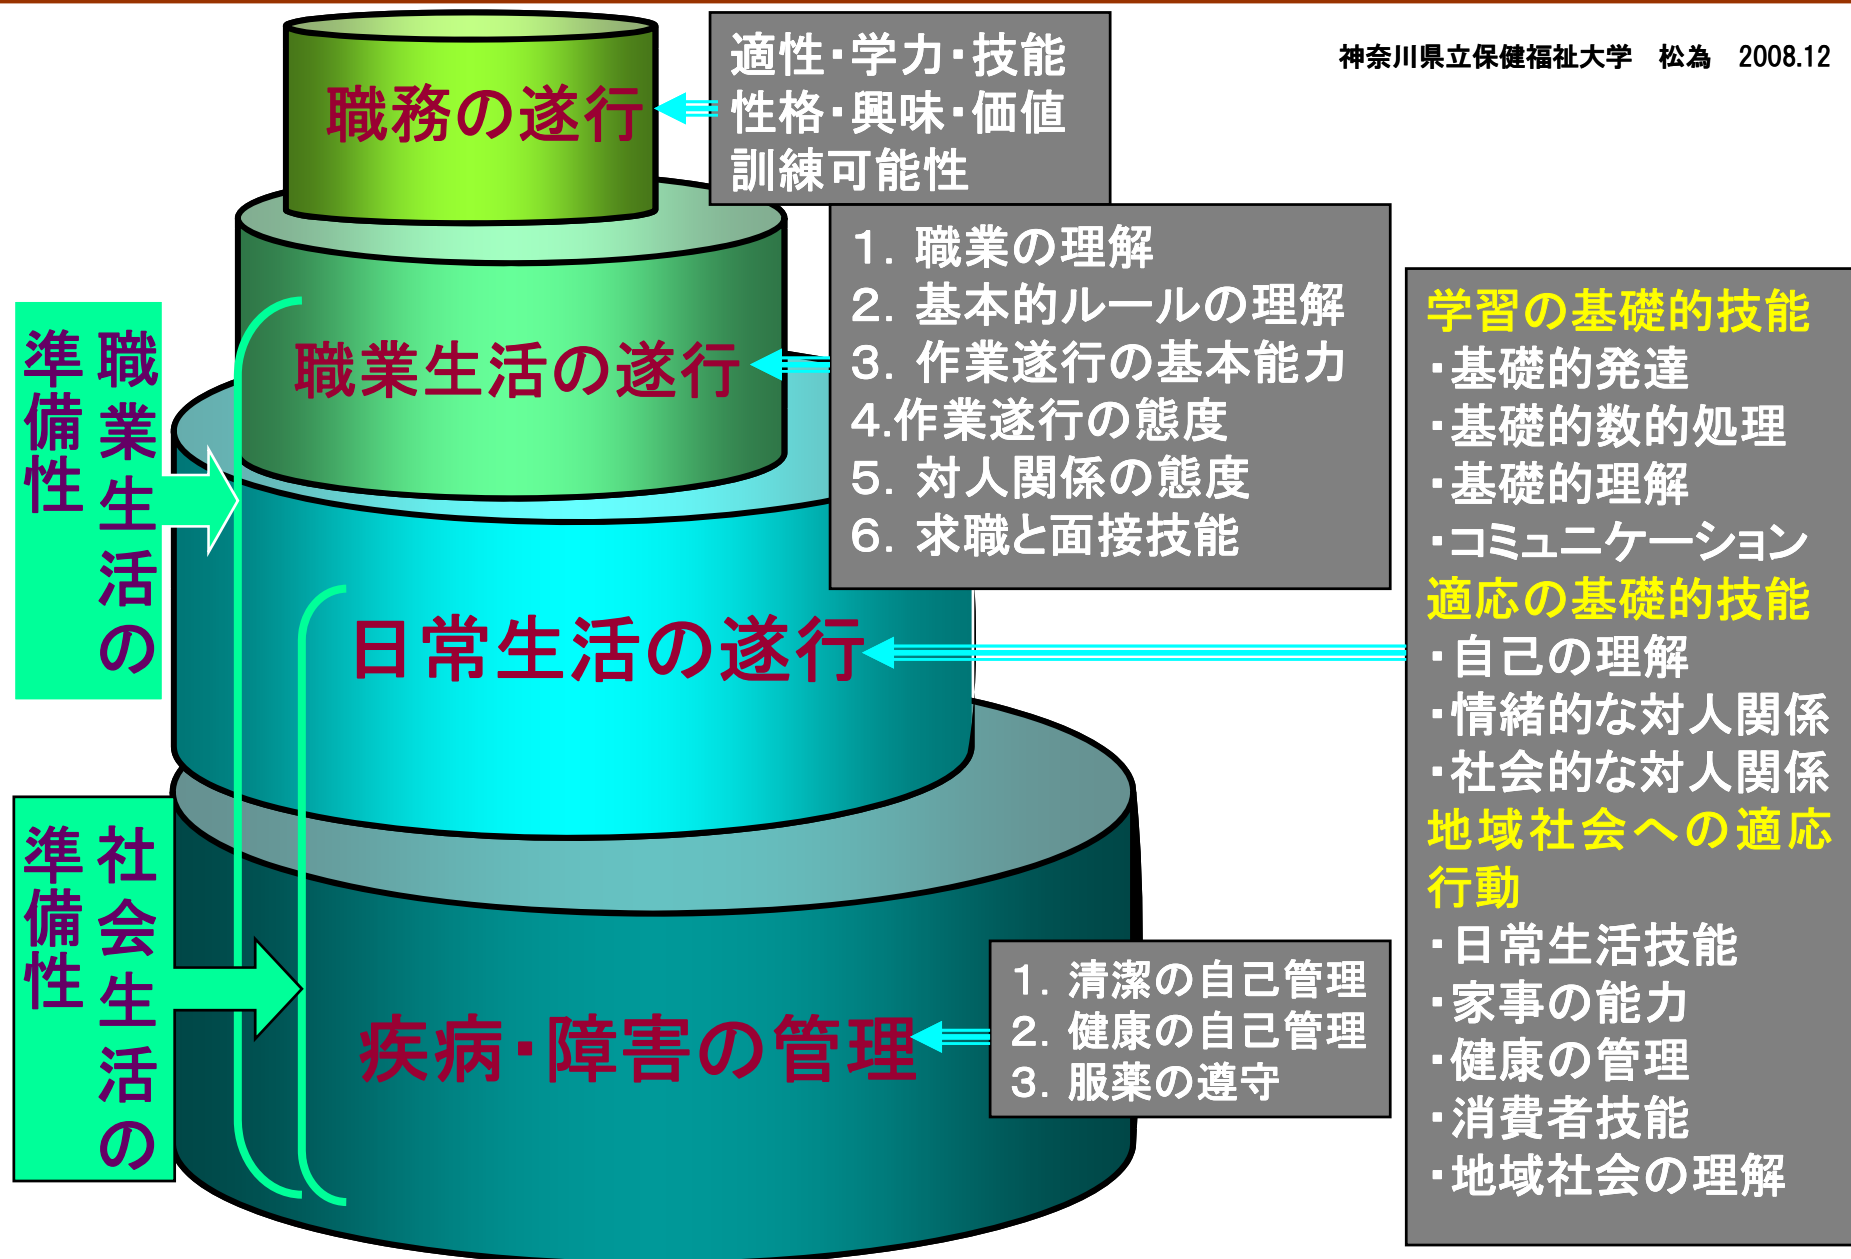 神奈川県立保健福祉大学　松為　2008.12
職務の遂行
適性・学力・技能
性格・興味・価値
訓練可能性
職業生活の遂行
1. 職業の理解
2. 基本的ルールの理解
3. 作業遂行の基本能力
4.作業遂行の態度
5. 対人関係の態度
6. 求職と面接技能
職業生活の
準備性
日常生活の遂行
学習の基礎的技能
・基礎的発達
・基礎的数的処理
・基礎的理解
・コミュニケーション
適応の基礎的技能
・自己の理解
・情緒的な対人関係
・社会的な対人関係
地域社会への適応
行動
・日常生活技能
・家事の能力
・健康の管理
・消費者技能
・地域社会の理解
社会生活の
準備性
疾病・障害の管理
1. 清潔の自己管理
2. 健康の自己管理
3. 服薬の遵守